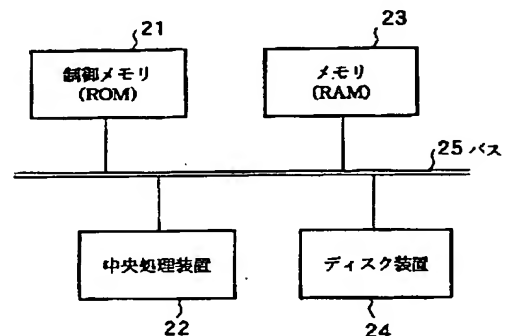 21
制御メモリ
(ROM)
23
メモリ
(RAM)
25 バス
中央処理装置
22
ディスク装置
24